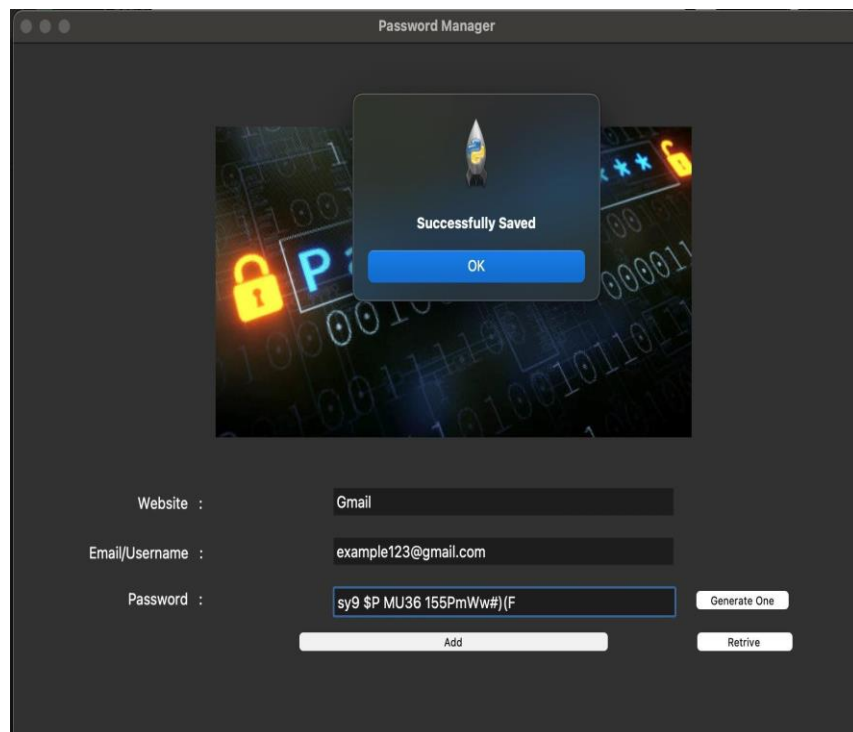 Password Manager
Successfully Saved
OK
Website :
Gmail
Email/Username :
example123@gmail.com
Password :
sy9 $P MU36 155PmWw#)(F
Generate One
Add
Retrive